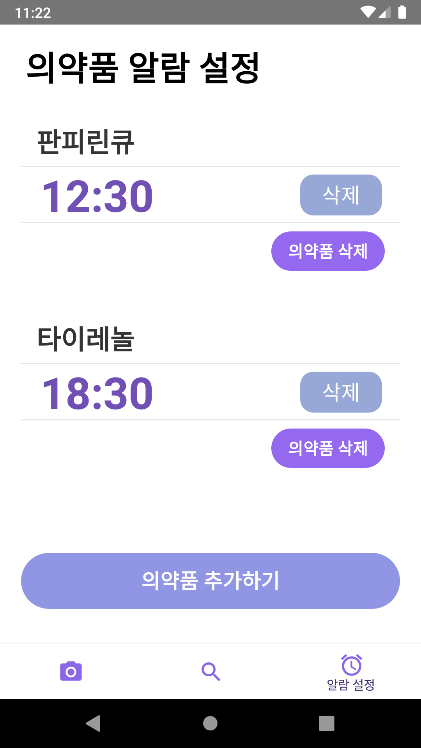 11:22
의약품 알람 설정
판피린큐
12:30
삭제
의약품 삭제
타이레놀
18:30
삭제
의약품 삭제
의약품 추가하기
알람 설정